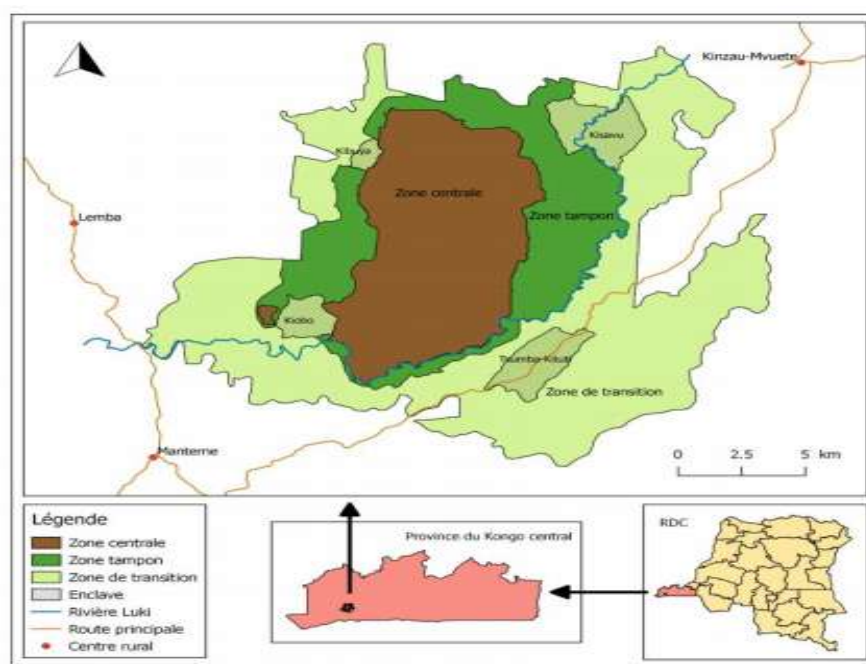 Kinzau-Mvuete
Kisavu
Kibuya
Zone centrale
Lemba
Zone tampon
Kiobo
Tsumba-Kituti
Zone de transition
Manterne
0 2.5 5 km
Légende
Zone centrale
Zone tampon
Zone de transition
Enclave
Rivière Luki
Route principale
Centre rural
Province du Kongo central
RDC